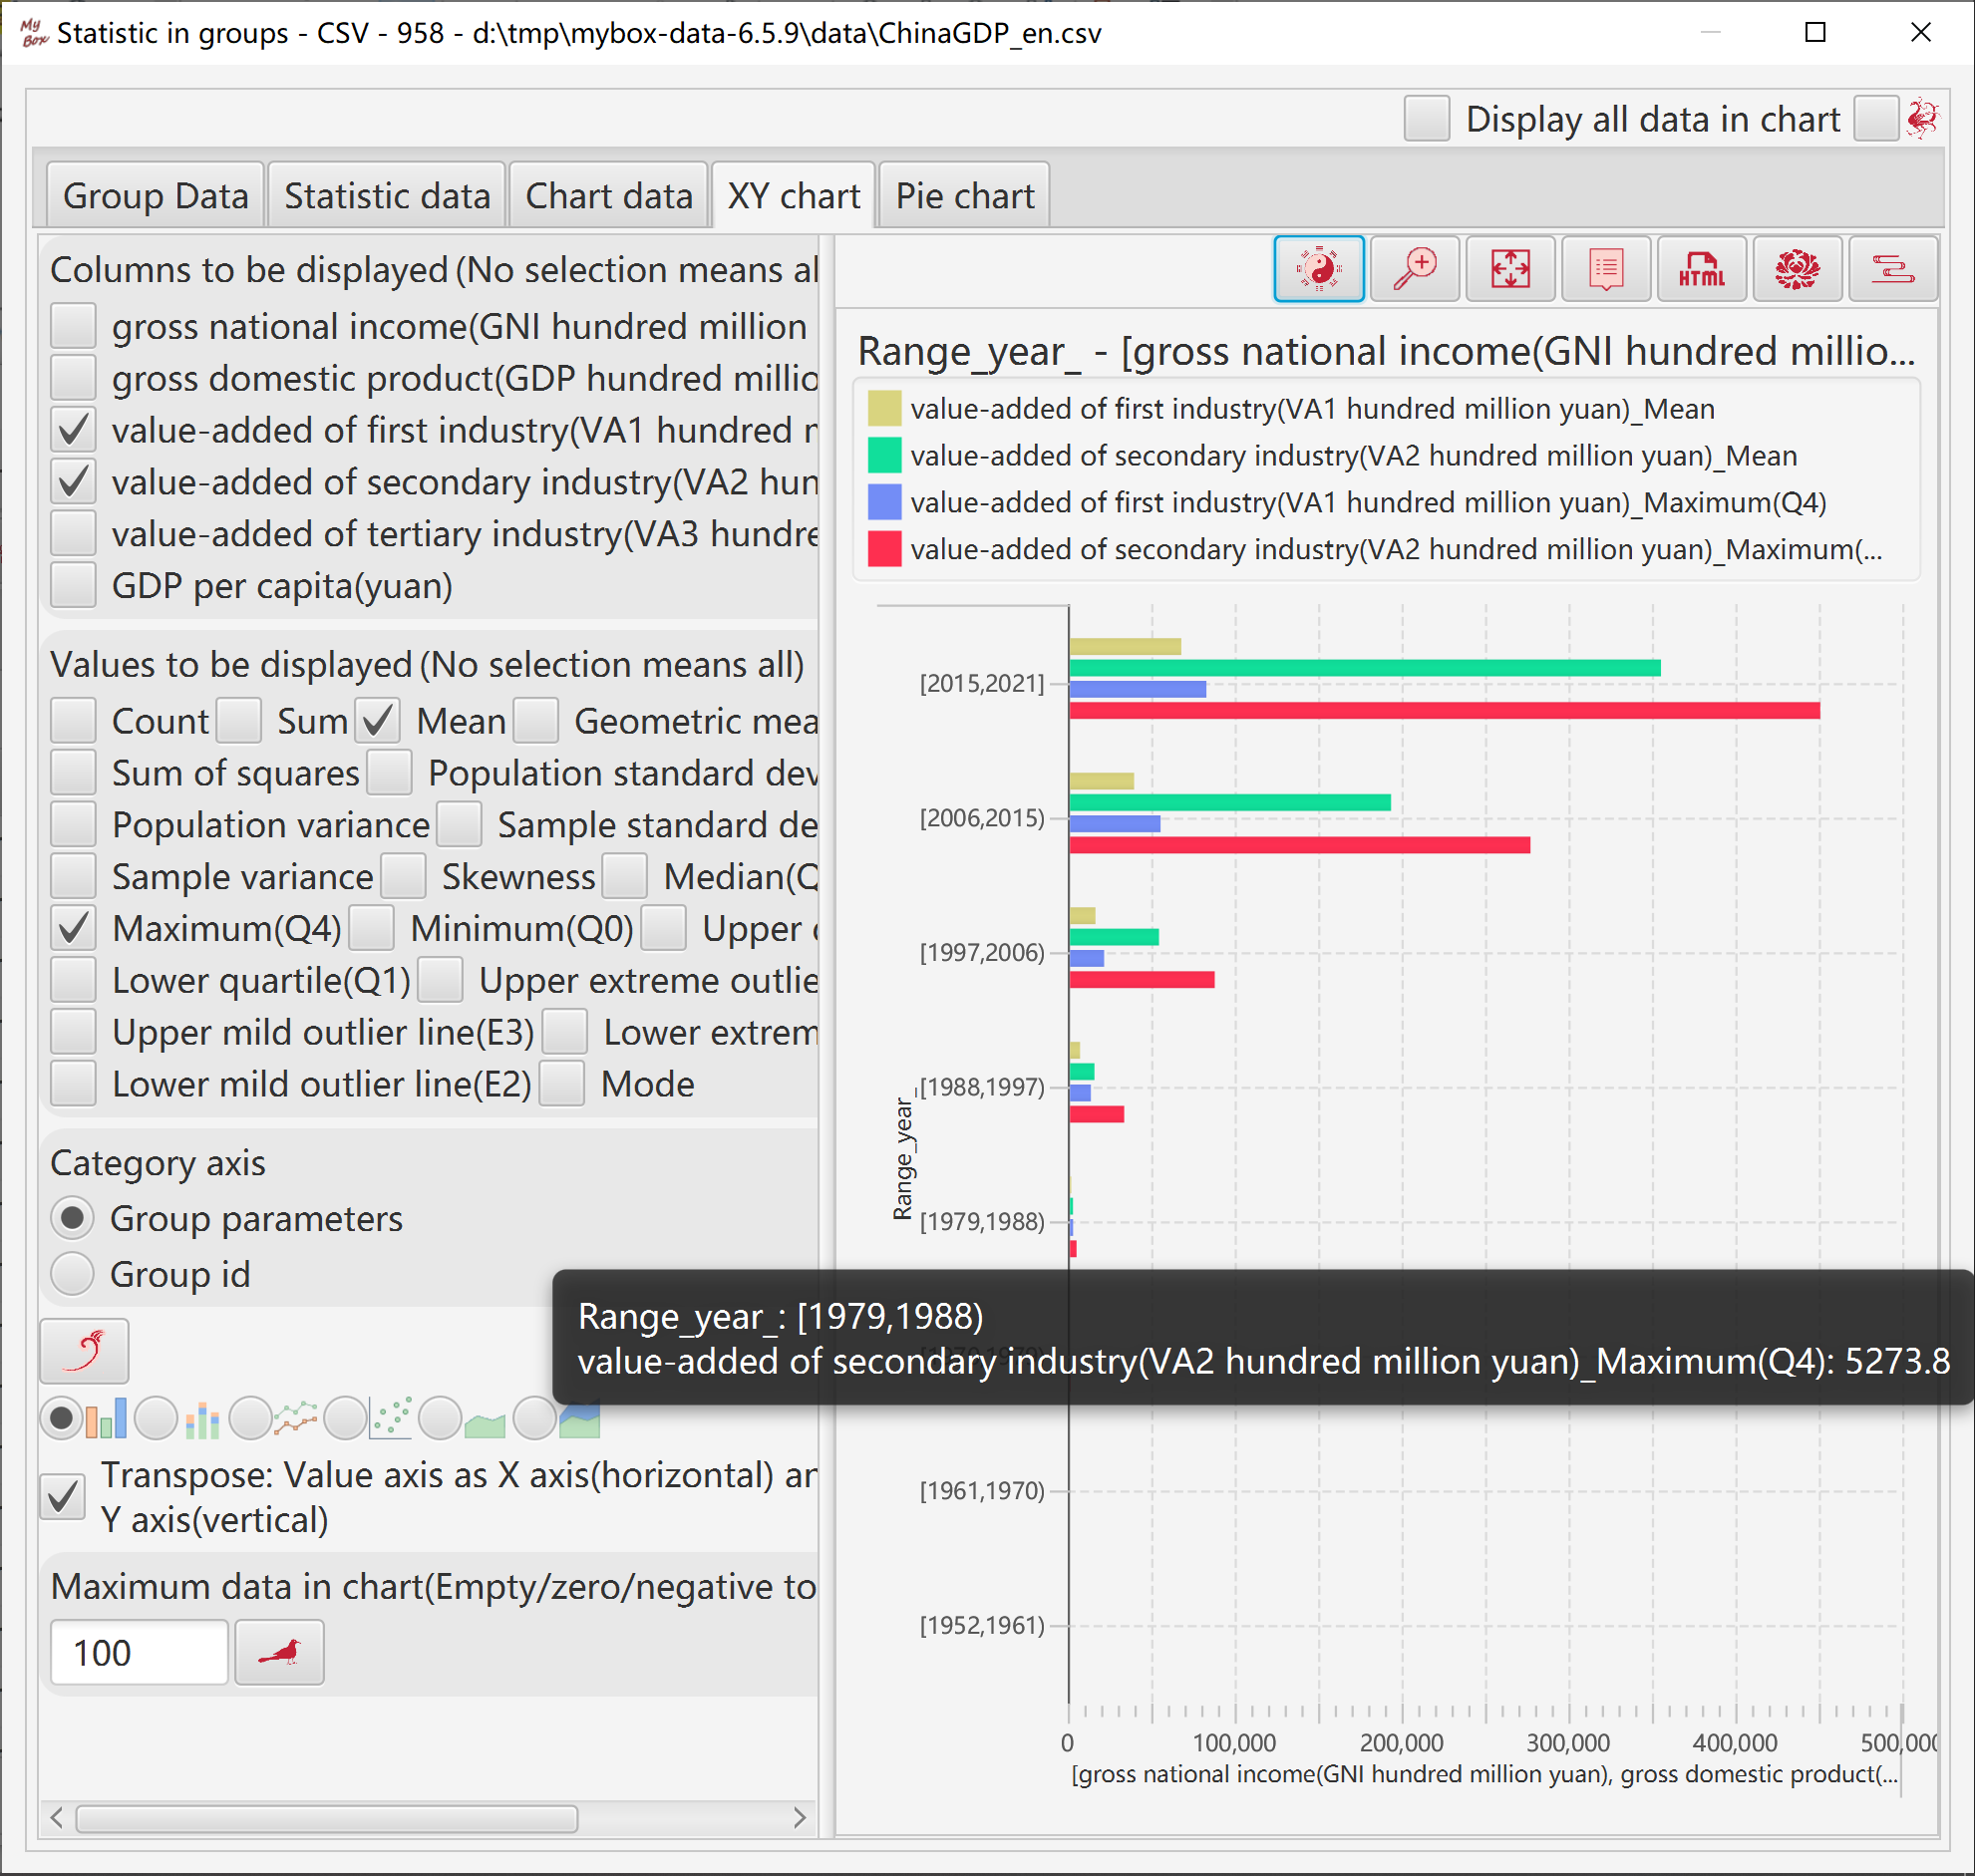 My Box Statistic in groups - CSV - 958 - d:\tmp\mybox-data-6.5.9\data\ChinaGDP_en.csv
Display all data in chart
Group Data Statistic data Chart data XY chart Pie chart
Columns to be displayed (No selection means al
gross national income(GNI hundred million
gross domestic product(GDP hundred millio
value-added of first industry(VA1 hundred
value-added of secondary industry(VA2 hun
value-added of tertiary industry(VA3 hundre
GDP per capita(yuan)
Values to be displayed (No selection means all)
Count Sum Mean Geometric mea
Sum of squares Population standard dev
Population variance Sample standard de
Sample variance Skewness Median(Q
Maximum(Q4) Minimum(Q0) Upper
Lower quartile(Q1) Upper extreme outlie
Upper mild outlier line(E3) Lower extrem
Lower mild outlier line(E2) Mode
Category axis
Group parameters
Group id
Transpose: Value axis as X axis(horizontal) an
Y axis(vertical)
Maximum data in chart(Empty/zero/negative to
100
HTML
Range_year_ - [gross national income(GNI hundred millio...
value-added of first industry(VA1 hundred million yuan)_Mean
value-added of secondary industry(VA2 hundred million yuan)_Mean
value-added of first industry(VA1 hundred million yuan)_Maximum(Q4)
value-added of secondary industry(VA2 hundred million yuan)_Maximum(...
[2015,2021]
[2006,2015)
[1997,2006)
[1988,1997)
Range_year_
[1979,1988)
Range_year_: [1979,1988)
value-added of secondary industry(VA2 hundred million yuan)_Maximum(Q4): 5273.8
[1961,1970)
[1952,1961)
0 100,000 200,000 300,000 400,000 500,000
[gross national income(GNI hundred million yuan), gross domestic product(...